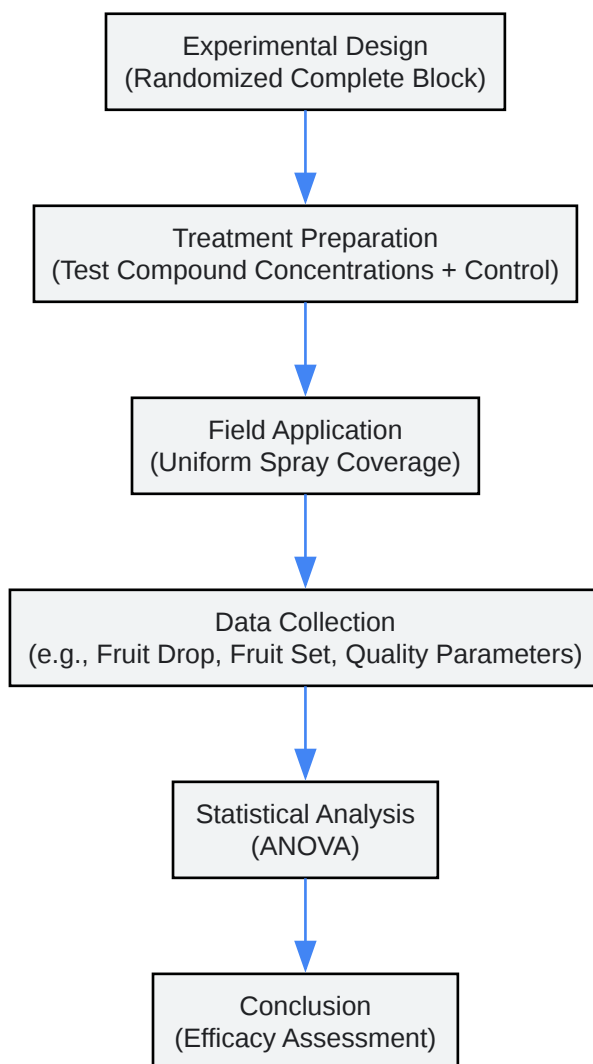 Experimental Design
(Randomized Complete Block)
Treatment Preparation
(Test Compound Concentrations + Control)
Field Application
(Uniform Spray Coverage)
Data Collection
(e.g., Fruit Drop, Fruit Set, Quality Parameters)
Statistical Analysis
(ANOVA)
Conclusion
(Efficacy Assessment)